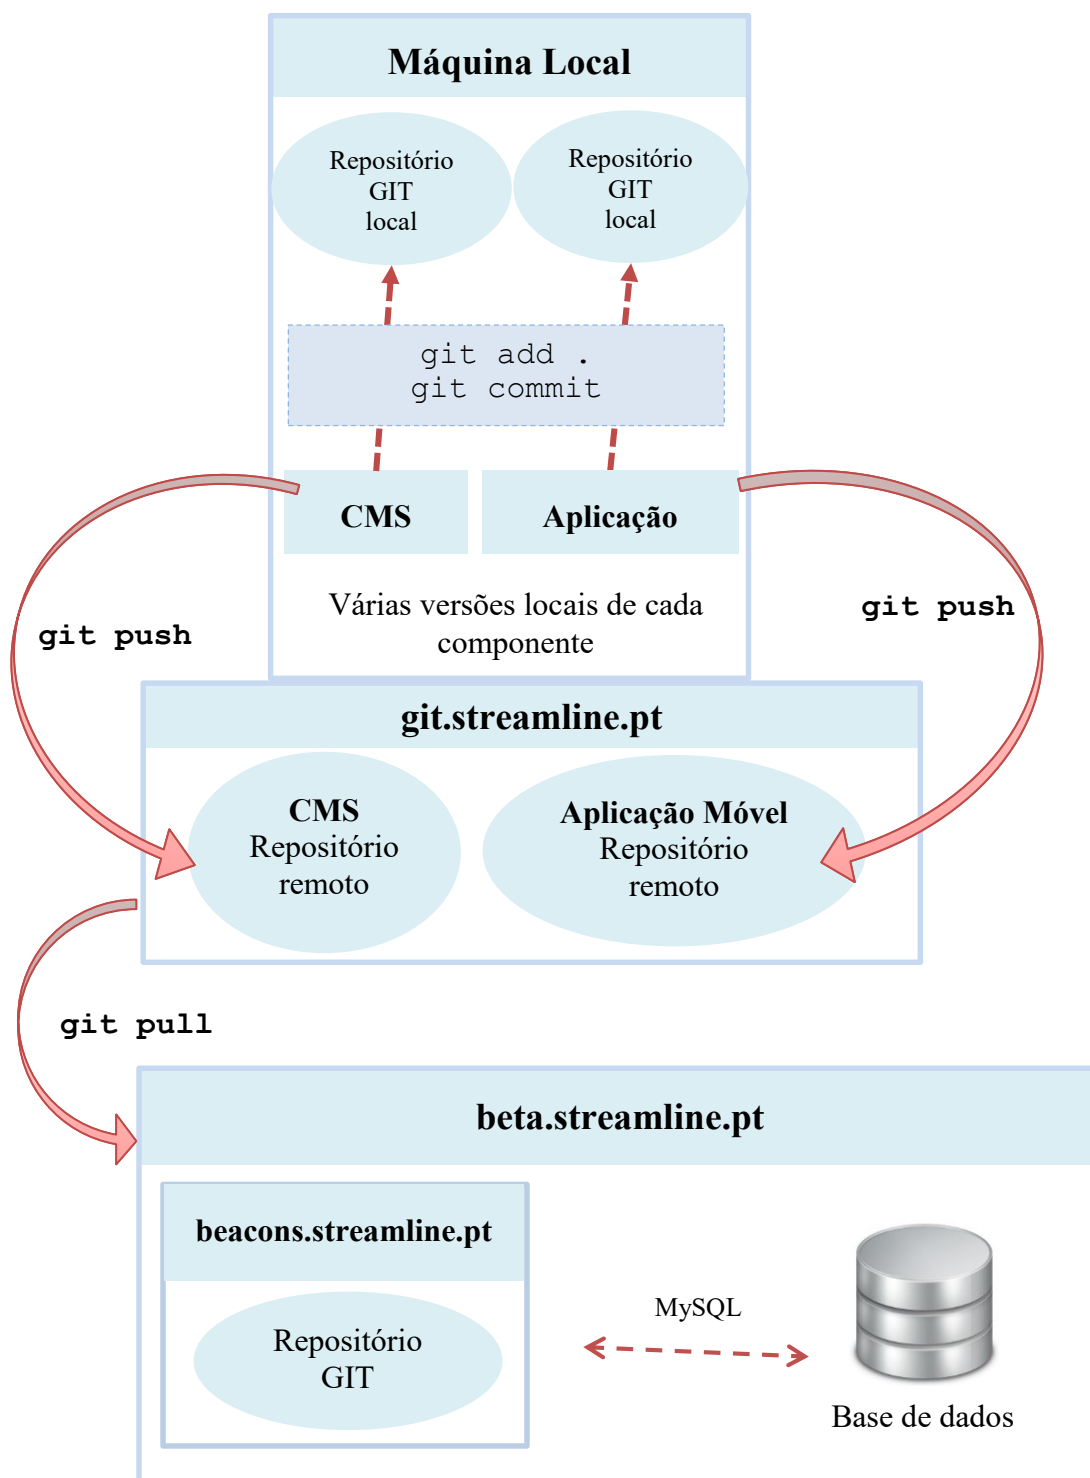 Máquina Local
Repositório
GIT
local
Repositório
GIT
local
git add .
git commit
CMS
Aplicação
Várias versões locais de cada
componente
git push
git push
git.streamline.pt
CMS
Repositório
remoto
Aplicação Móvel
Repositório
remoto
git pull
beta.streamline.pt
beacons.streamline.pt
Repositório
GIT
MySQL
Base de dados